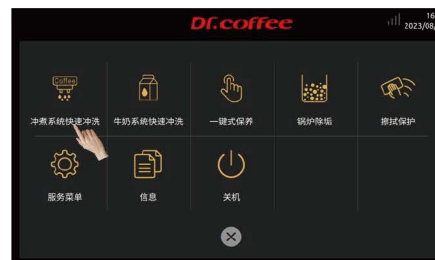 Dr.coffee
16
2023/08/
Coffee
冲煮系统快速冲洗
牛奶系统快速冲洗
一键式保养
锅炉除垢
擦拭保护
服务菜单
信息
关机